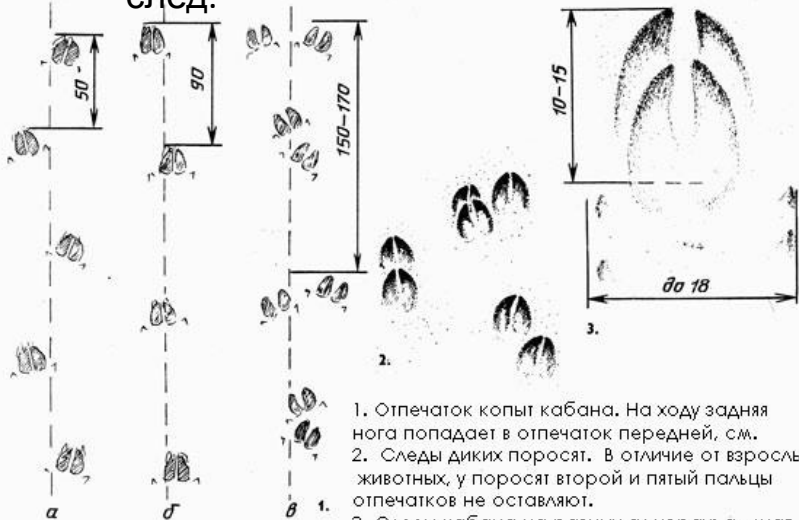 след.
50
90
150-170
10-15
до 18
3.
2.
1.
а
б
в
1. Отпечаток копыт кабана. На ходу задняя
нога попадает в отпечаток передней, см.
2. Следы диких поросят. В отличие от взрослы
животных, у поросят второй и пятый пальцы
отпечатков не оставляют.